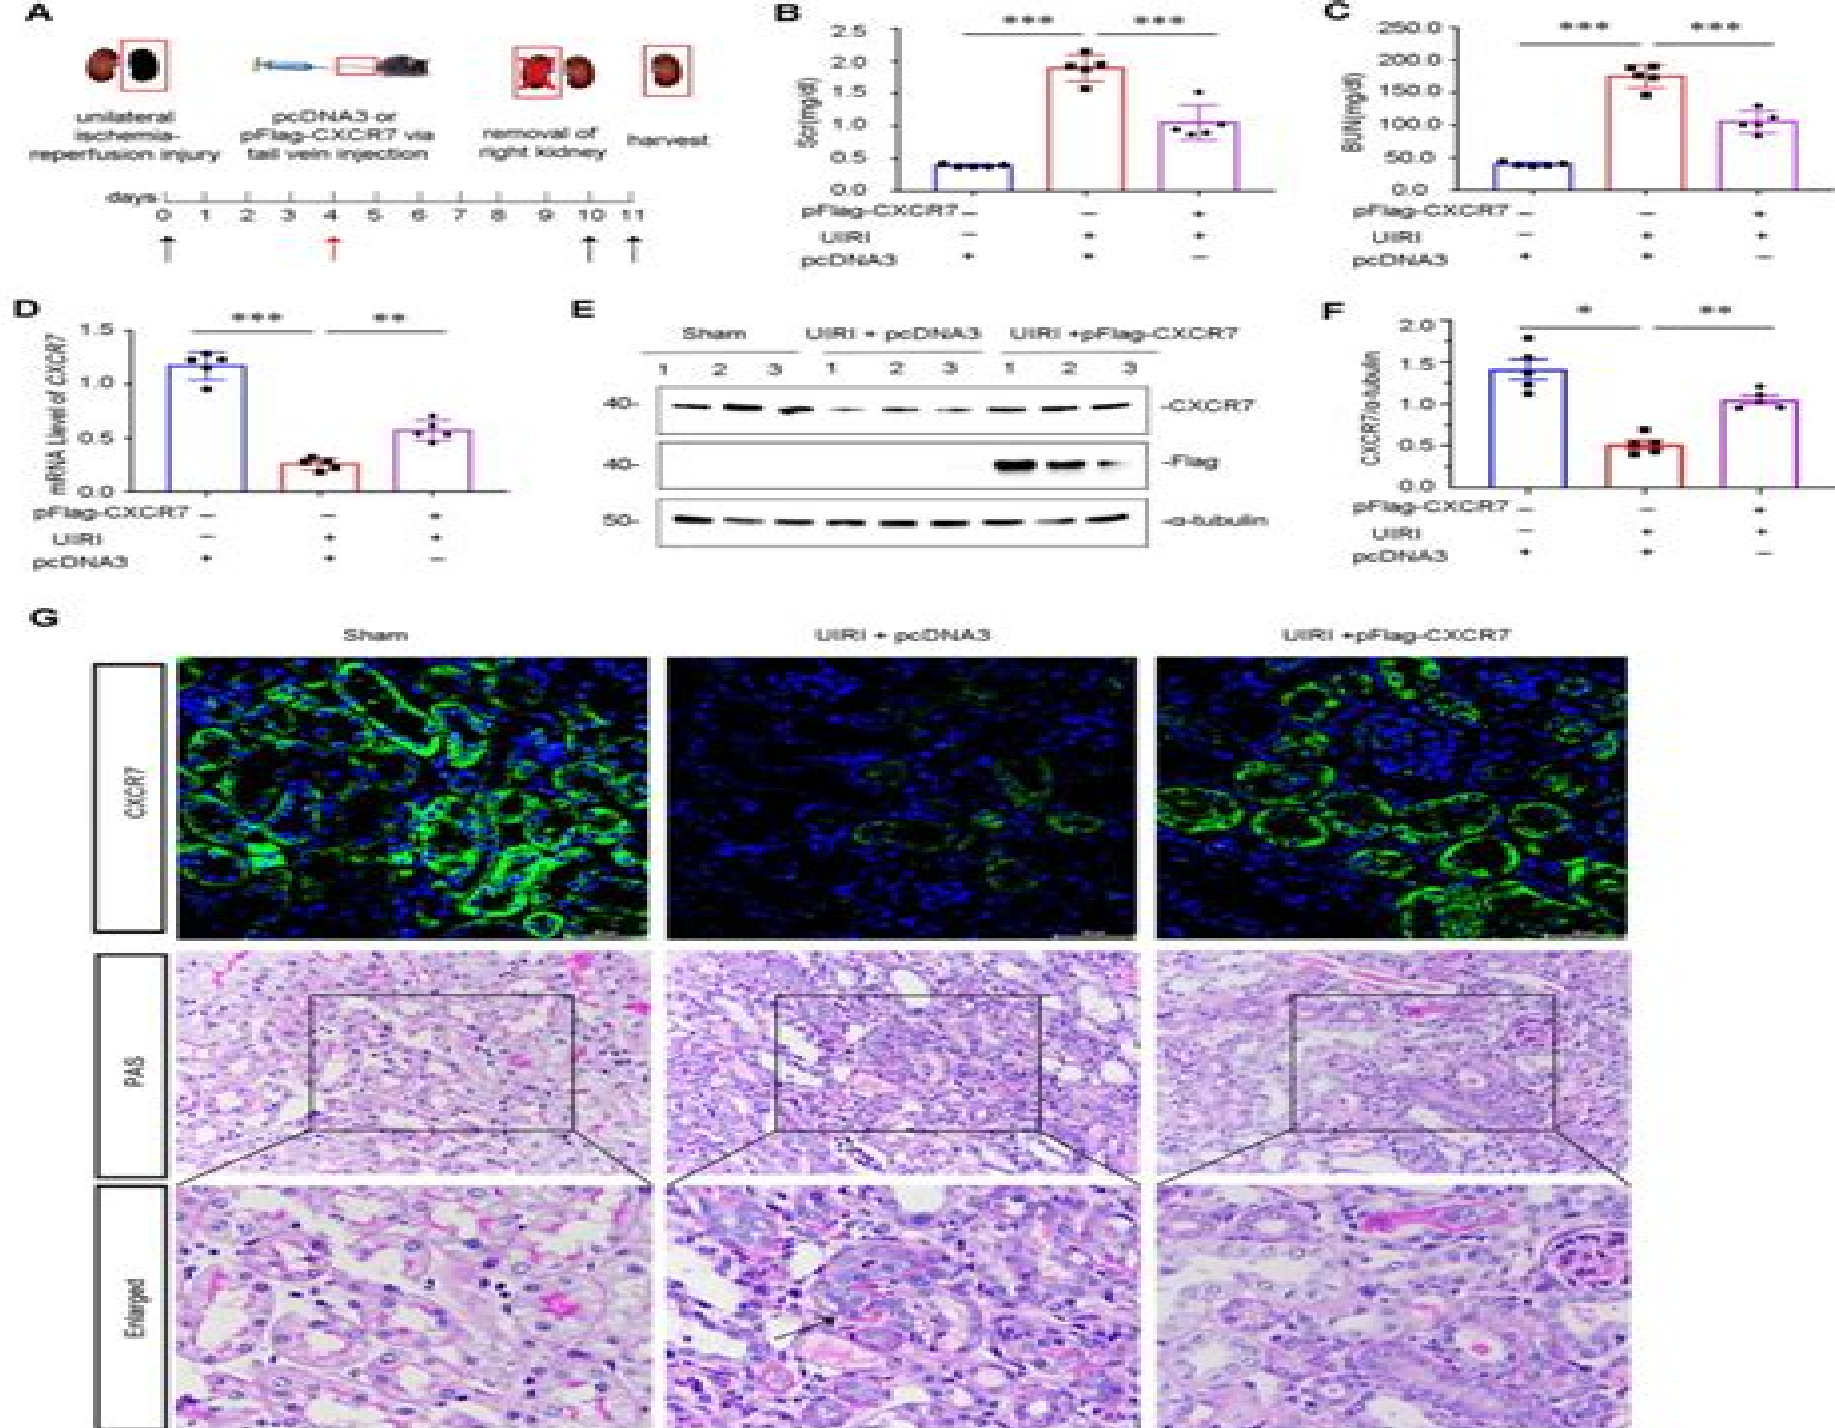 A
unilateral
ischemia-
reperfusion injury
pcDNA3 or
pFlag-CXCR7 via
tail vein injection
removal of
right kidney
harvest
days
0 1 2 3 4 5 6 7 8 9 10 11
B
*** ***
Scr(mg/dl)
2.5
2.0
1.5
1.0
0.5
0.0
pFlag-CXCR7 – – +
UIRI – + +
pcDNA3 + + –
C
*** ***
BUN(mg/dl)
250.0
200.0
150.0
100.0
50.0
0.0
pFlag-CXCR7 – – +
UIRI – + +
pcDNA3 + + –
D
*** **
mRNA Llevel of CXCR7
1.5
1.0
0.5
0.0
pFlag-CXCR7 – – +
UIRI – + +
pcDNA3 + + –
E
Sham UIRI + pcDNA3 UIRI +pFlag-CXCR7
1 2 3 1 2 3 1 2 3
40- -CXCR7
40- -Flag
50- -α-tubulin
F
* **
CXCR7/α-tubulin
2.0
1.5
1.0
0.5
0.0
pFlag-CXCR7 – – +
UIRI – + +
pcDNA3 + + –
G
Sham UIRI + pcDNA3 UIRI +pFlag-CXCR7
CXCR7
PAS
Enlarged